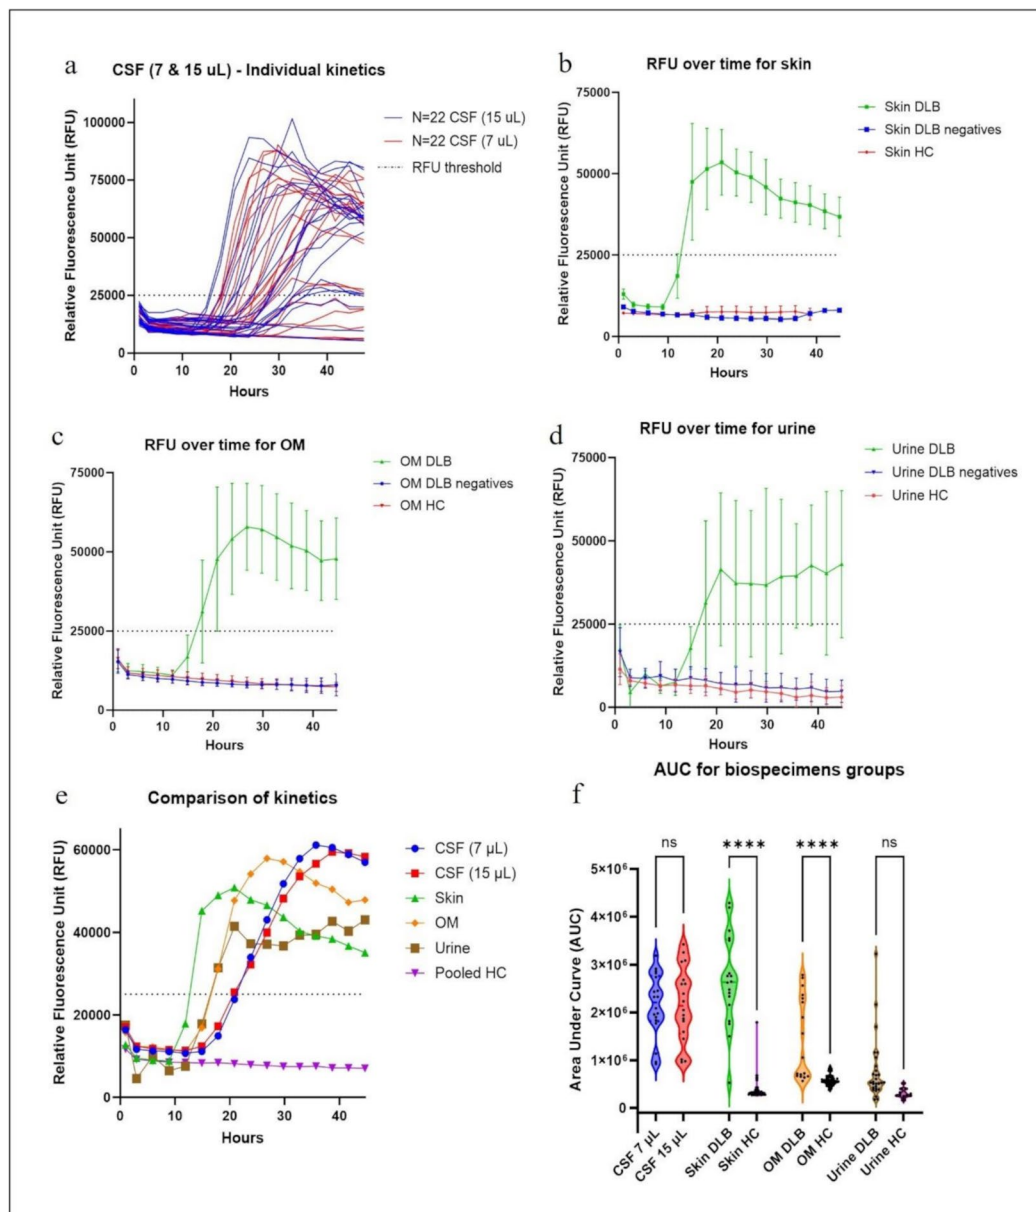 a
CSF (7 & 15 uL) - Individual kinetics
Relative Fluorescence Unit (RFU)
100000
75000
50000
25000
0
0 10 20 30 40
Hours
N=22 CSF (15 uL)
N=22 CSF (7 uL)
RFU threshold
b
RFU over time for skin
Relative Fluorescence Unit (RFU)
75000
50000
25000
0
0 10 20 30 40
Hours
Skin DLB
Skin DLB negatives
Skin HC
c
RFU over time for OM
Relative Fluorescence Unit (RFU)
75000
50000
25000
0
0 10 20 30 40
Hours
OM DLB
OM DLB negatives
OM HC
d
RFU over time for urine
Relative Fluorescence Unit (RFU)
75000
50000
25000
0
0 10 20 30 40
Hours
Urine DLB
Urine DLB negatives
Urine HC
e
Comparison of kinetics
Relative Fluorescence Unit (RFU)
60000
40000
20000
0
0 10 20 30 40
Hours
CSF (7 µL)
CSF (15 µL)
Skin
OM
Urine
Pooled HC
AUC for biospecimens groups
f
ns **** **** ns
Area Under Curve (AUC)
5×10⁶
4×10⁶
3×10⁶
2×10⁶
1×10⁶
0
CSF 7 µL
CSF 15 µL
Skin DLB
Skin HC
OM DLB
OM HC
Urine DLB
Urine HC